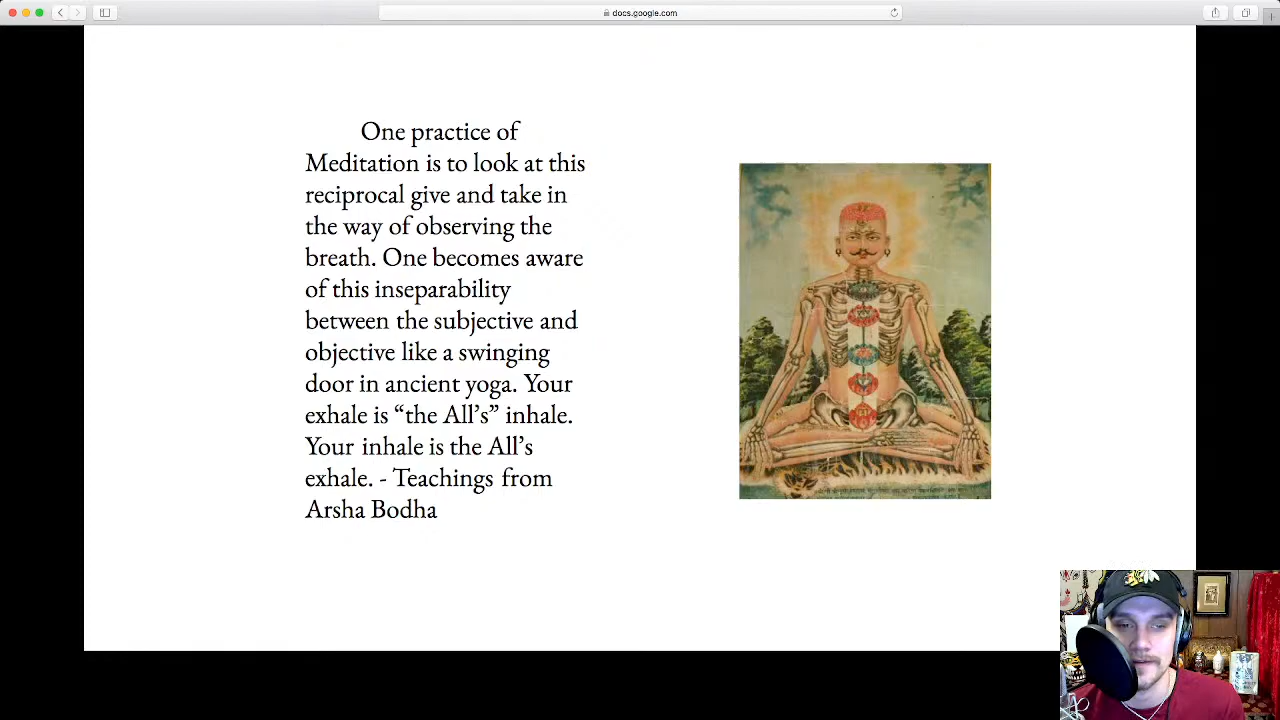 docs.google.com
One practice of
Meditation is to look at this
reciprocal give and take in
the way of observing the
breath. One becomes aware
of this inseparability
between the subjective and
objective like a swinging
door in ancient yoga. Your
exhale is “the All’s” inhale.
Your inhale is the All’s
exhale. - Teachings from
Arsha Bodha